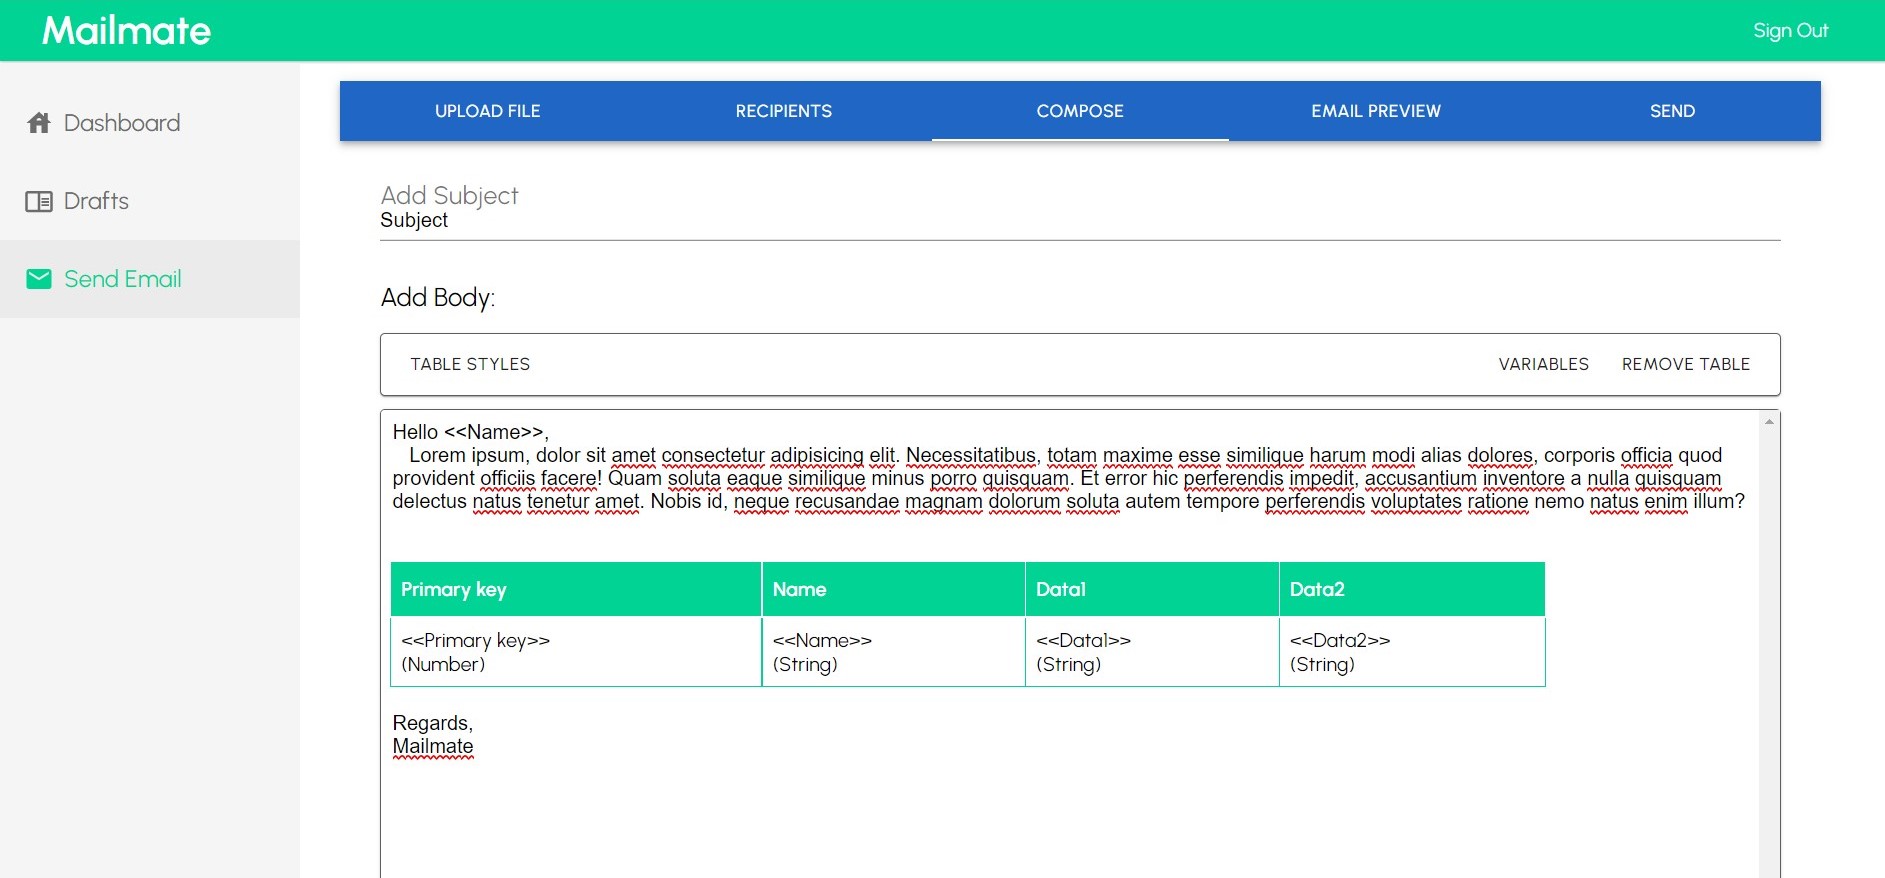 Mailmate
Sign Out
Dashboard
Drafts
Send Email
UPLOAD FILE
RECIPIENTS
COMPOSE
EMAIL PREVIEW
SEND
Add Subject
Subject
Add Body:
TABLE STYLES
VARIABLES
REMOVE TABLE
Hello <<Name>>,
Lorem ipsum, dolor sit amet consectetur adipisicing elit. Necessitatibus, totam maxime esse similique harum modi alias dolores, corporis officia quod
provident officiis facere! Quam soluta eaque similique minus porro quisquam. Et error hic perferendis impedit, accusantium inventore a nulla quisquam
delectus natus tenetur amet. Nobis id, neque recusandae magnam dolorum soluta autem tempore perferendis voluptates ratione nemo natus enim illum?
Primary key
Name
Data1
Data2
<<Primary key>>
(Number)
<<Name>>
(String)
<<Data1>>
(String)
<<Data2>>
(String)
Regards,
Mailmate